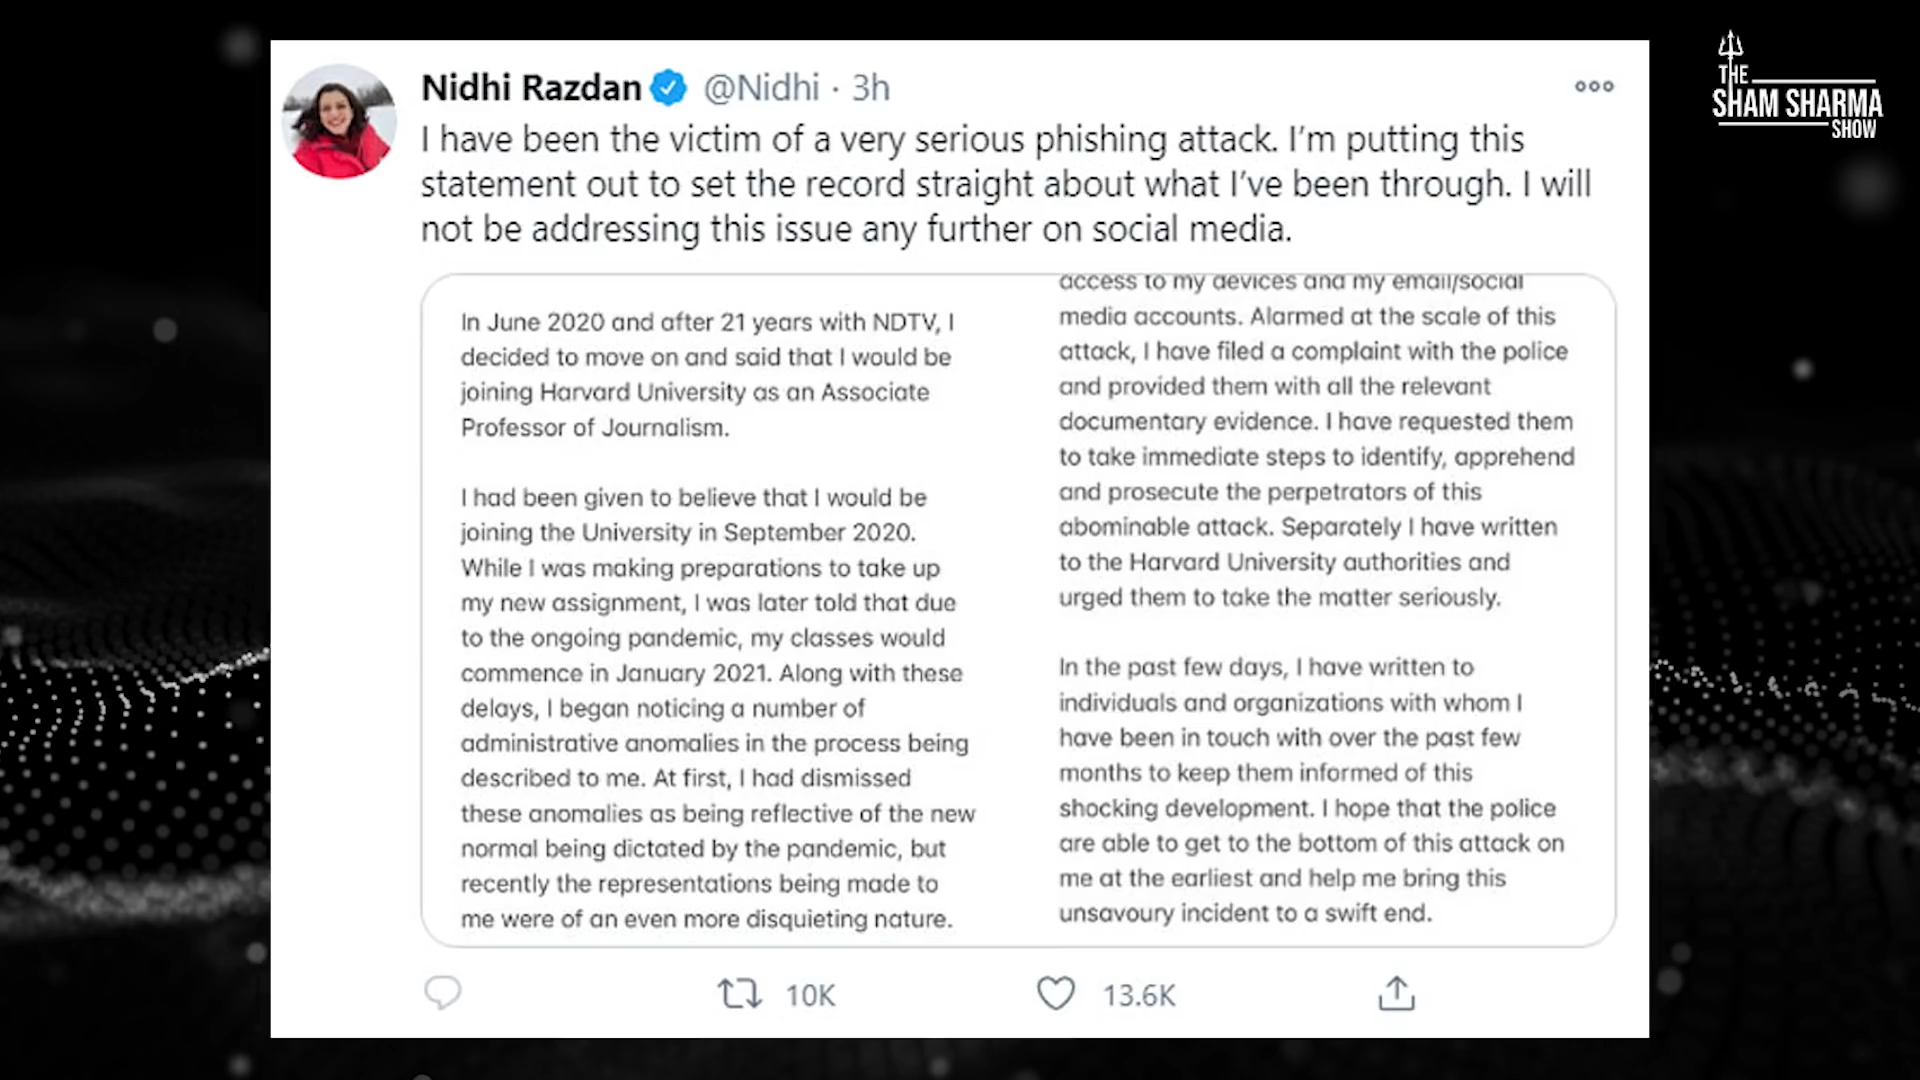 Nidhi Razdan @Nidhi · 3h
I have been the victim of a very serious phishing attack. I'm putting this
statement out to set the record straight about what I've been through. I will
not be addressing this issue any further on social media.
In June 2020 and after 21 years with NDTV, I
decided to move on and said that I would be
joining Harvard University as an Associate
Professor of Journalism.
I had been given to believe that I would be
joining the University in September 2020.
While I was making preparations to take up
my new assignment, I was later told that due
to the ongoing pandemic, my classes would
commence in January 2021. Along with these
delays, I began noticing a number of
administrative anomalies in the process being
described to me. At first, I had dismissed
these anomalies as being reflective of the new
normal being dictated by the pandemic, but
recently the representations being made to
me were of an even more disquieting nature.
access to my devices and my email/social
media accounts. Alarmed at the scale of this
attack, I have filed a complaint with the police
and provided them with all the relevant
documentary evidence. I have requested them
to take immediate steps to identify, apprehend
and prosecute the perpetrators of this
abominable attack. Separately I have written
to the Harvard University authorities and
urged them to take the matter seriously.
In the past few days, I have written to
individuals and organizations with whom I
have been in touch with over the past few
months to keep them informed of this
shocking development. I hope that the police
are able to get to the bottom of this attack on
me at the earliest and help me bring this
unsavoury incident to a swift end.
10K 13.6K
THE
SHAM SHARMA
SHOW